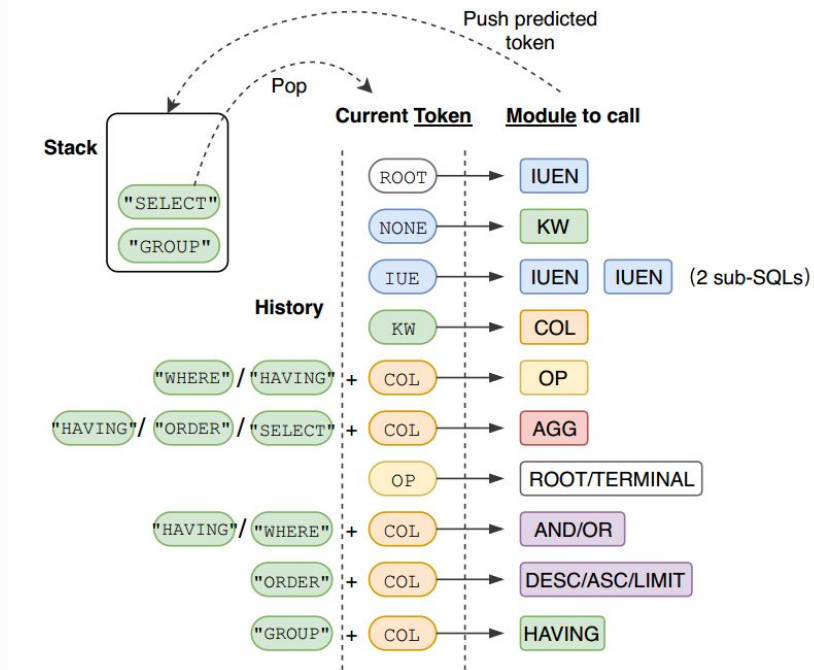 Push predicted
token
Pop
Current Token
Module to call
Stack
"SELECT"
"GROUP"
History
ROOT
IUEN
NONE
KW
IUE
IUEN IUEN (2 sub-SQLs)
KW
COL
"WHERE" / "HAVING" + COL
OP
"HAVING" / "ORDER" / "SELECT" + COL
AGG
OP
ROOT/TERMINAL
"HAVING" / "WHERE" + COL
AND/OR
"ORDER" + COL
DESC/ASC/LIMIT
"GROUP" + COL
HAVING